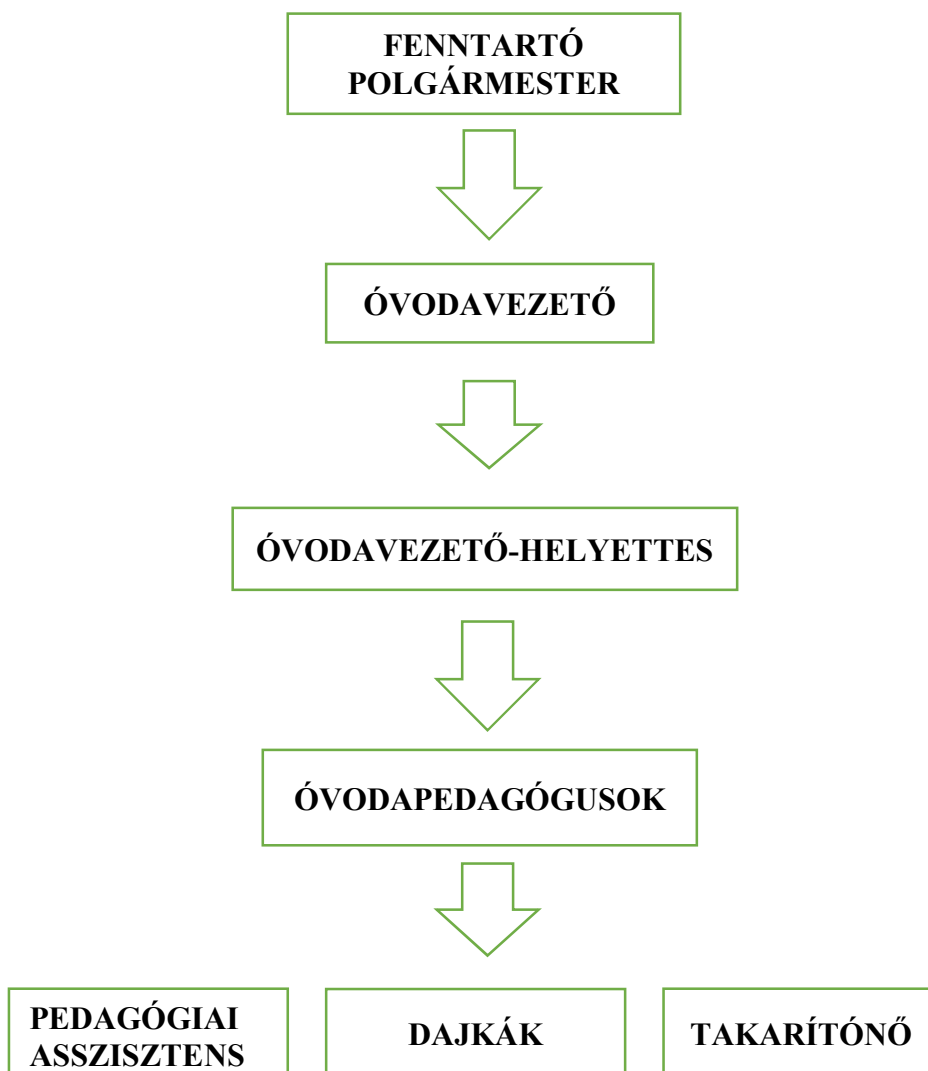 FENNTARTÓ
POLGÁRMESTER
ÓVODAVEZETŐ
ÓVODAVEZETŐ-HELYETTES
ÓVODAPEDAGÓGUSOK
PEDAGÓGIAI
ASSZISZTENS
DAJKÁK
TAKARÍTÓNŐ